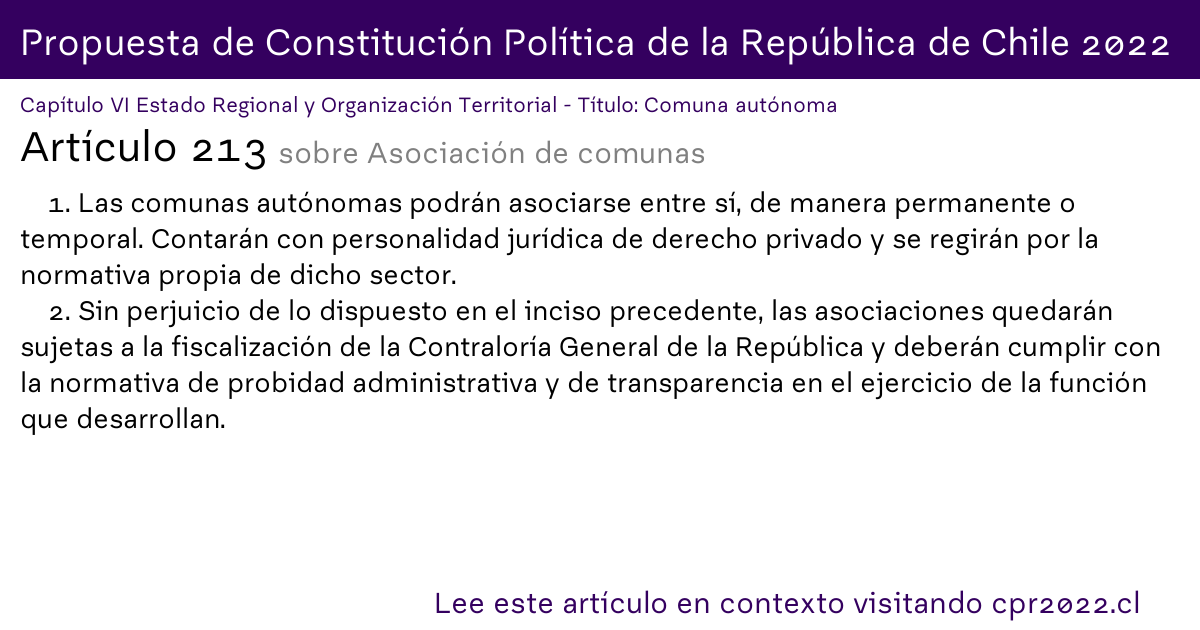 Propuesta de Constitución Política de la República de Chile 2022
Capítulo VI Estado Regional y Organización Territorial - Título: Comuna autónoma
Artículo 213 sobre Asociación de comunas
1. Las comunas autónomas podrán asociarse entre sí, de manera permanente o
temporal. Contarán con personalidad jurídica de derecho privado y se regirán por la
normativa propia de dicho sector.
2. Sin perjuicio de lo dispuesto en el inciso precedente, las asociaciones quedarán
sujetas a la fiscalización de la Contraloría General de la República y deberán cumplir con
la normativa de probidad administrativa y de transparencia en el ejercicio de la función
que desarrollan.
Lee este artículo en contexto visitando cpr2022.cl